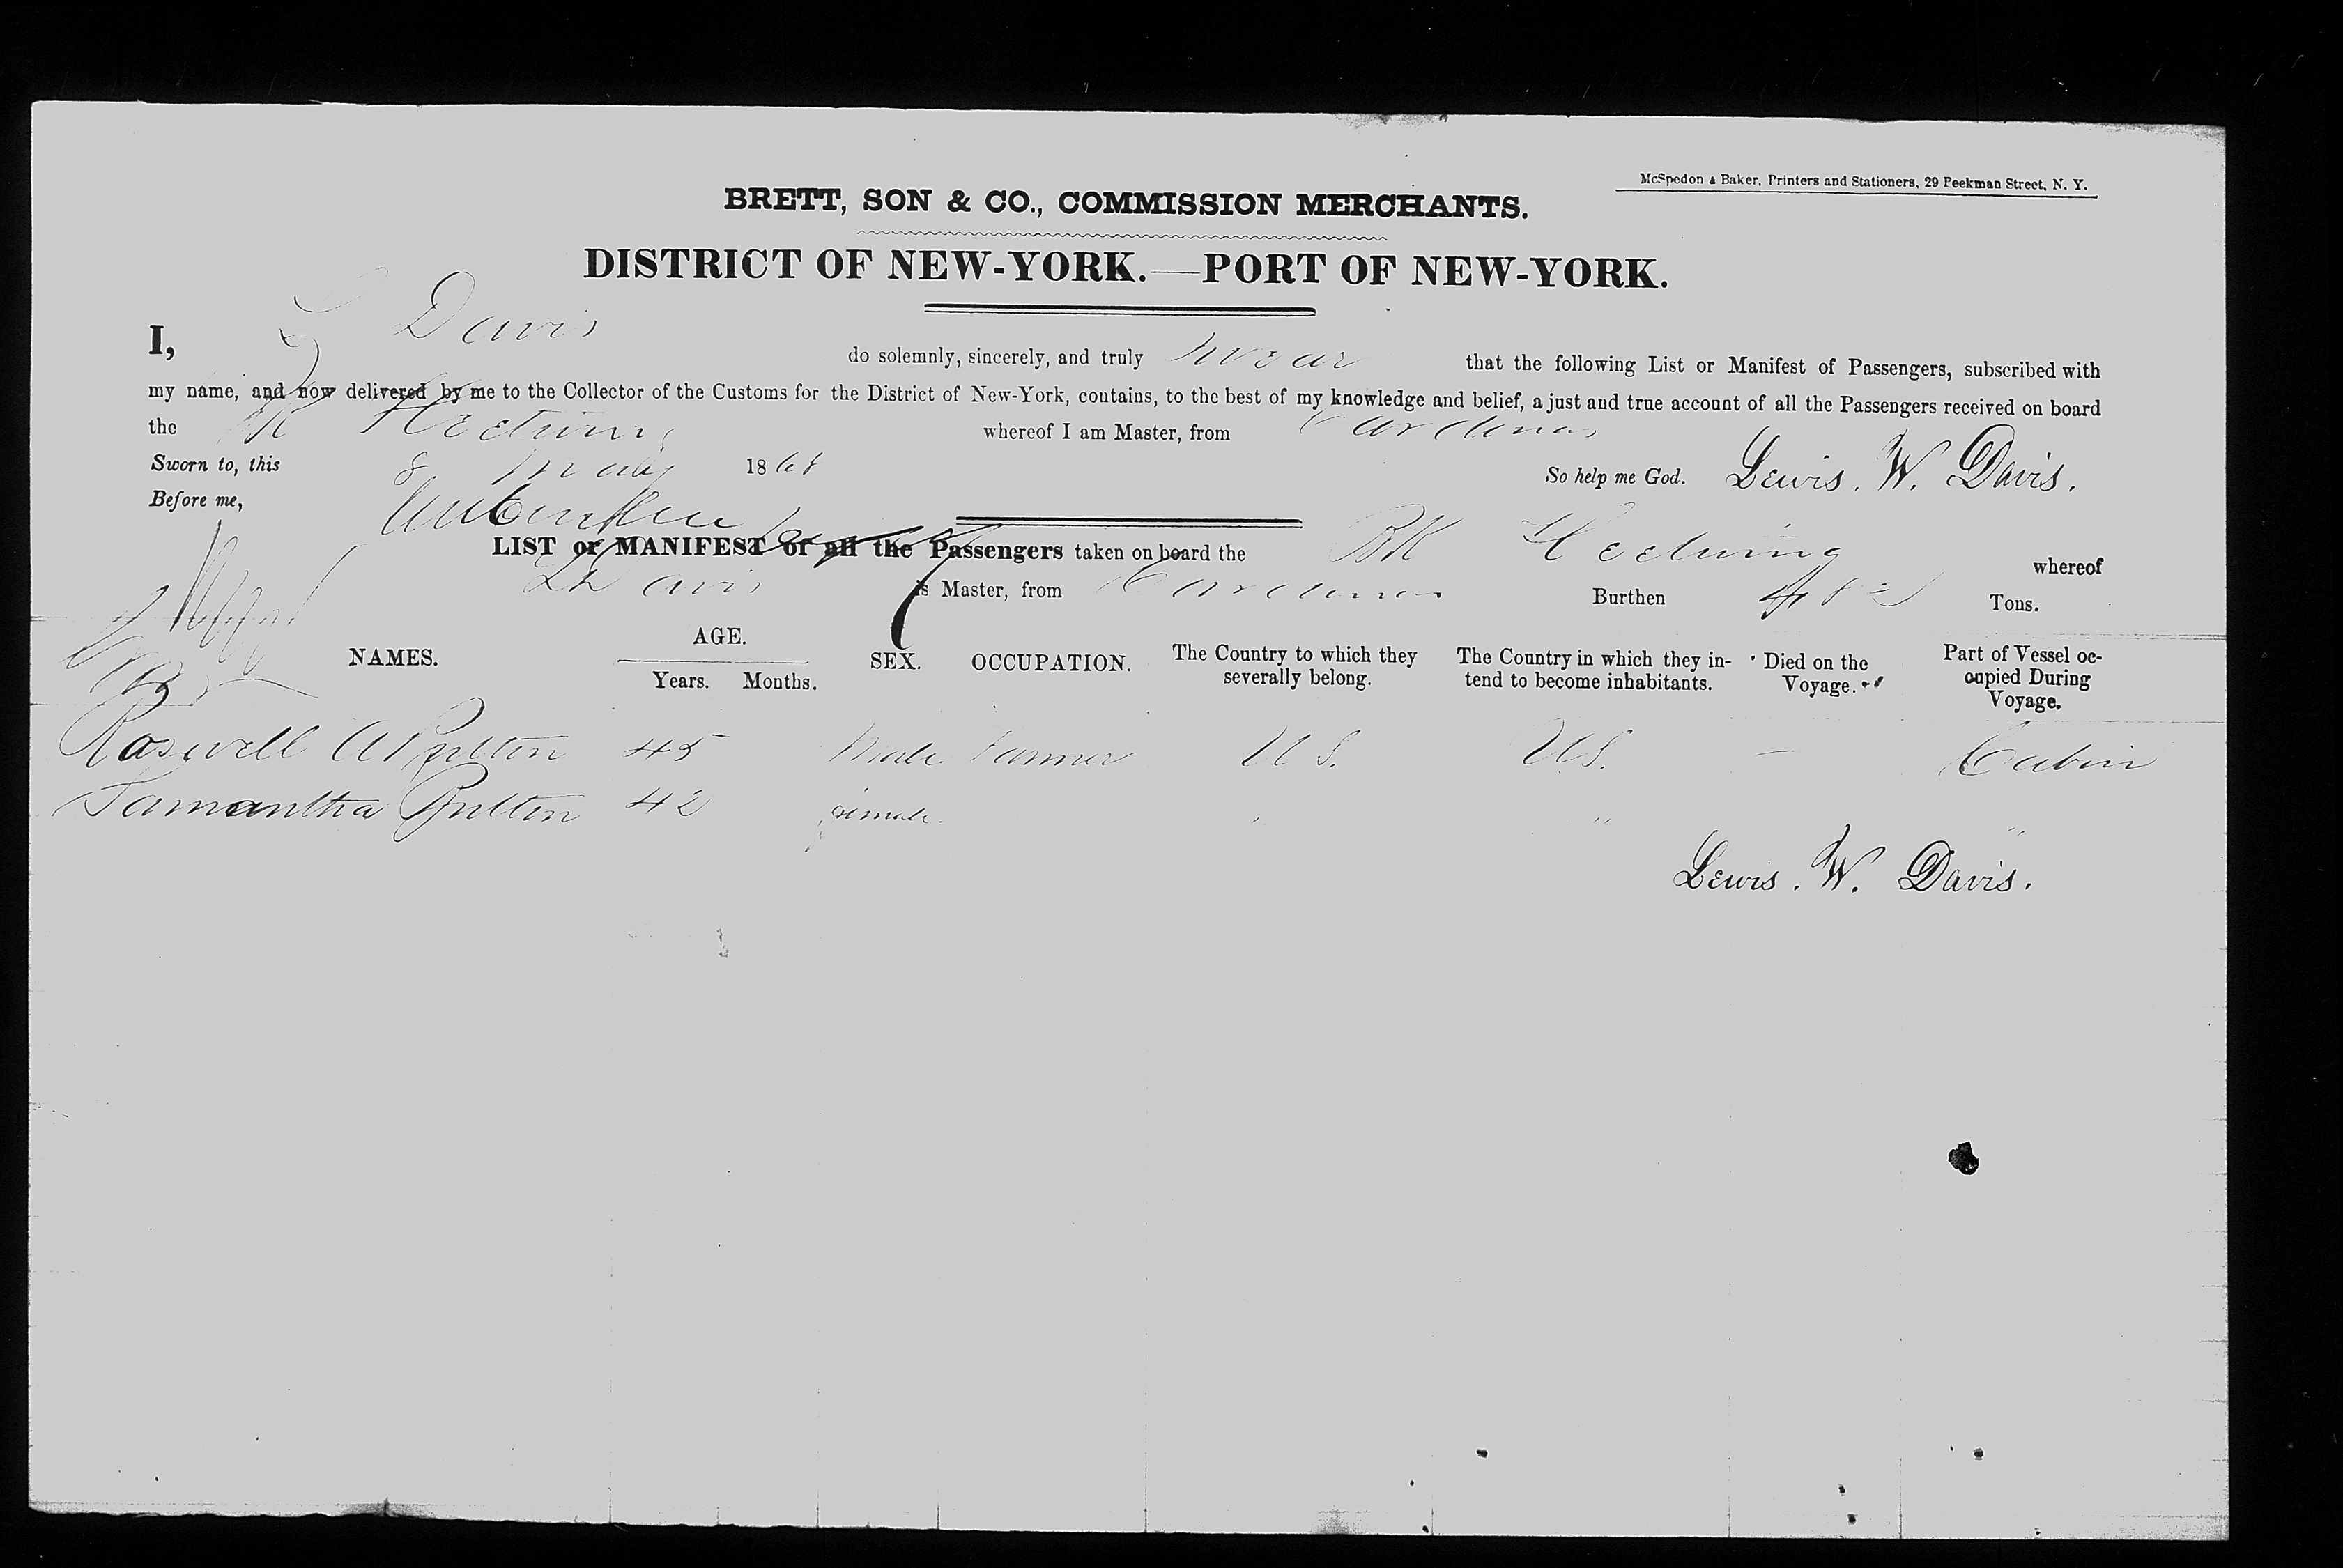 McSpedon & Baker, Printers and Stationers, 29 Beekman Street, N. Y.
BRETT, SON & CO., COMMISSION MERCHANTS.
DISTRICT OF NEW-YORK.—PORT OF NEW-YORK.
I, L Davis do solemnly, sincerely, and truly swear that the following List or Manifest of Passengers, subscribed with
my name, and now delivered by me to the Collector of the Customs for the District of New-York, contains, to the best of my knowledge and belief, a just and true account of all the Passengers received on board
the BK Hedwig whereof I am Master, from Cardenas
Sworn to, this 8 May 1868 So help me God. Lewis. W. Davis.
Before me,
LIST or MANIFEST of all the Passengers taken on board the BK Hedwig whereof
L Davis is Master, from Cardenas Burthen Tons.
NAMES. AGE. Years. Months. SEX. OCCUPATION. The Country to which they severally belong. The Country in which they intend to become inhabitants. Died on the Voyage. Part of Vessel occupied During Voyage.
Roswell A 45 Male Farmer U S. U S. — Cabin
Samantha 42 female " " "
Lewis. W. Davis.